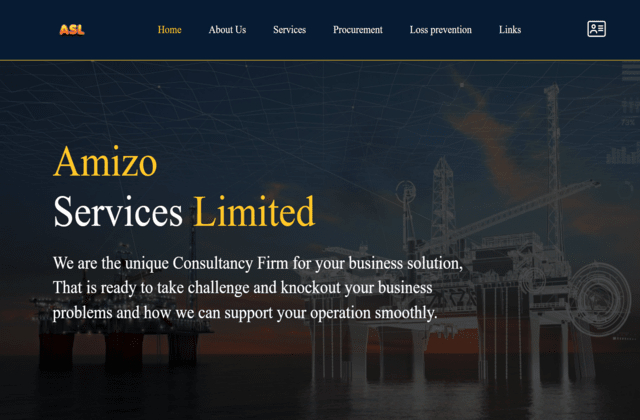 ASL
Home About Us Services Procurement Loss prevention Links
Amizo
Services Limited
We are the unique Consultancy Firm for your business solution,
That is ready to take challenge and knockout your business
problems and how we can support your operation smoothly.